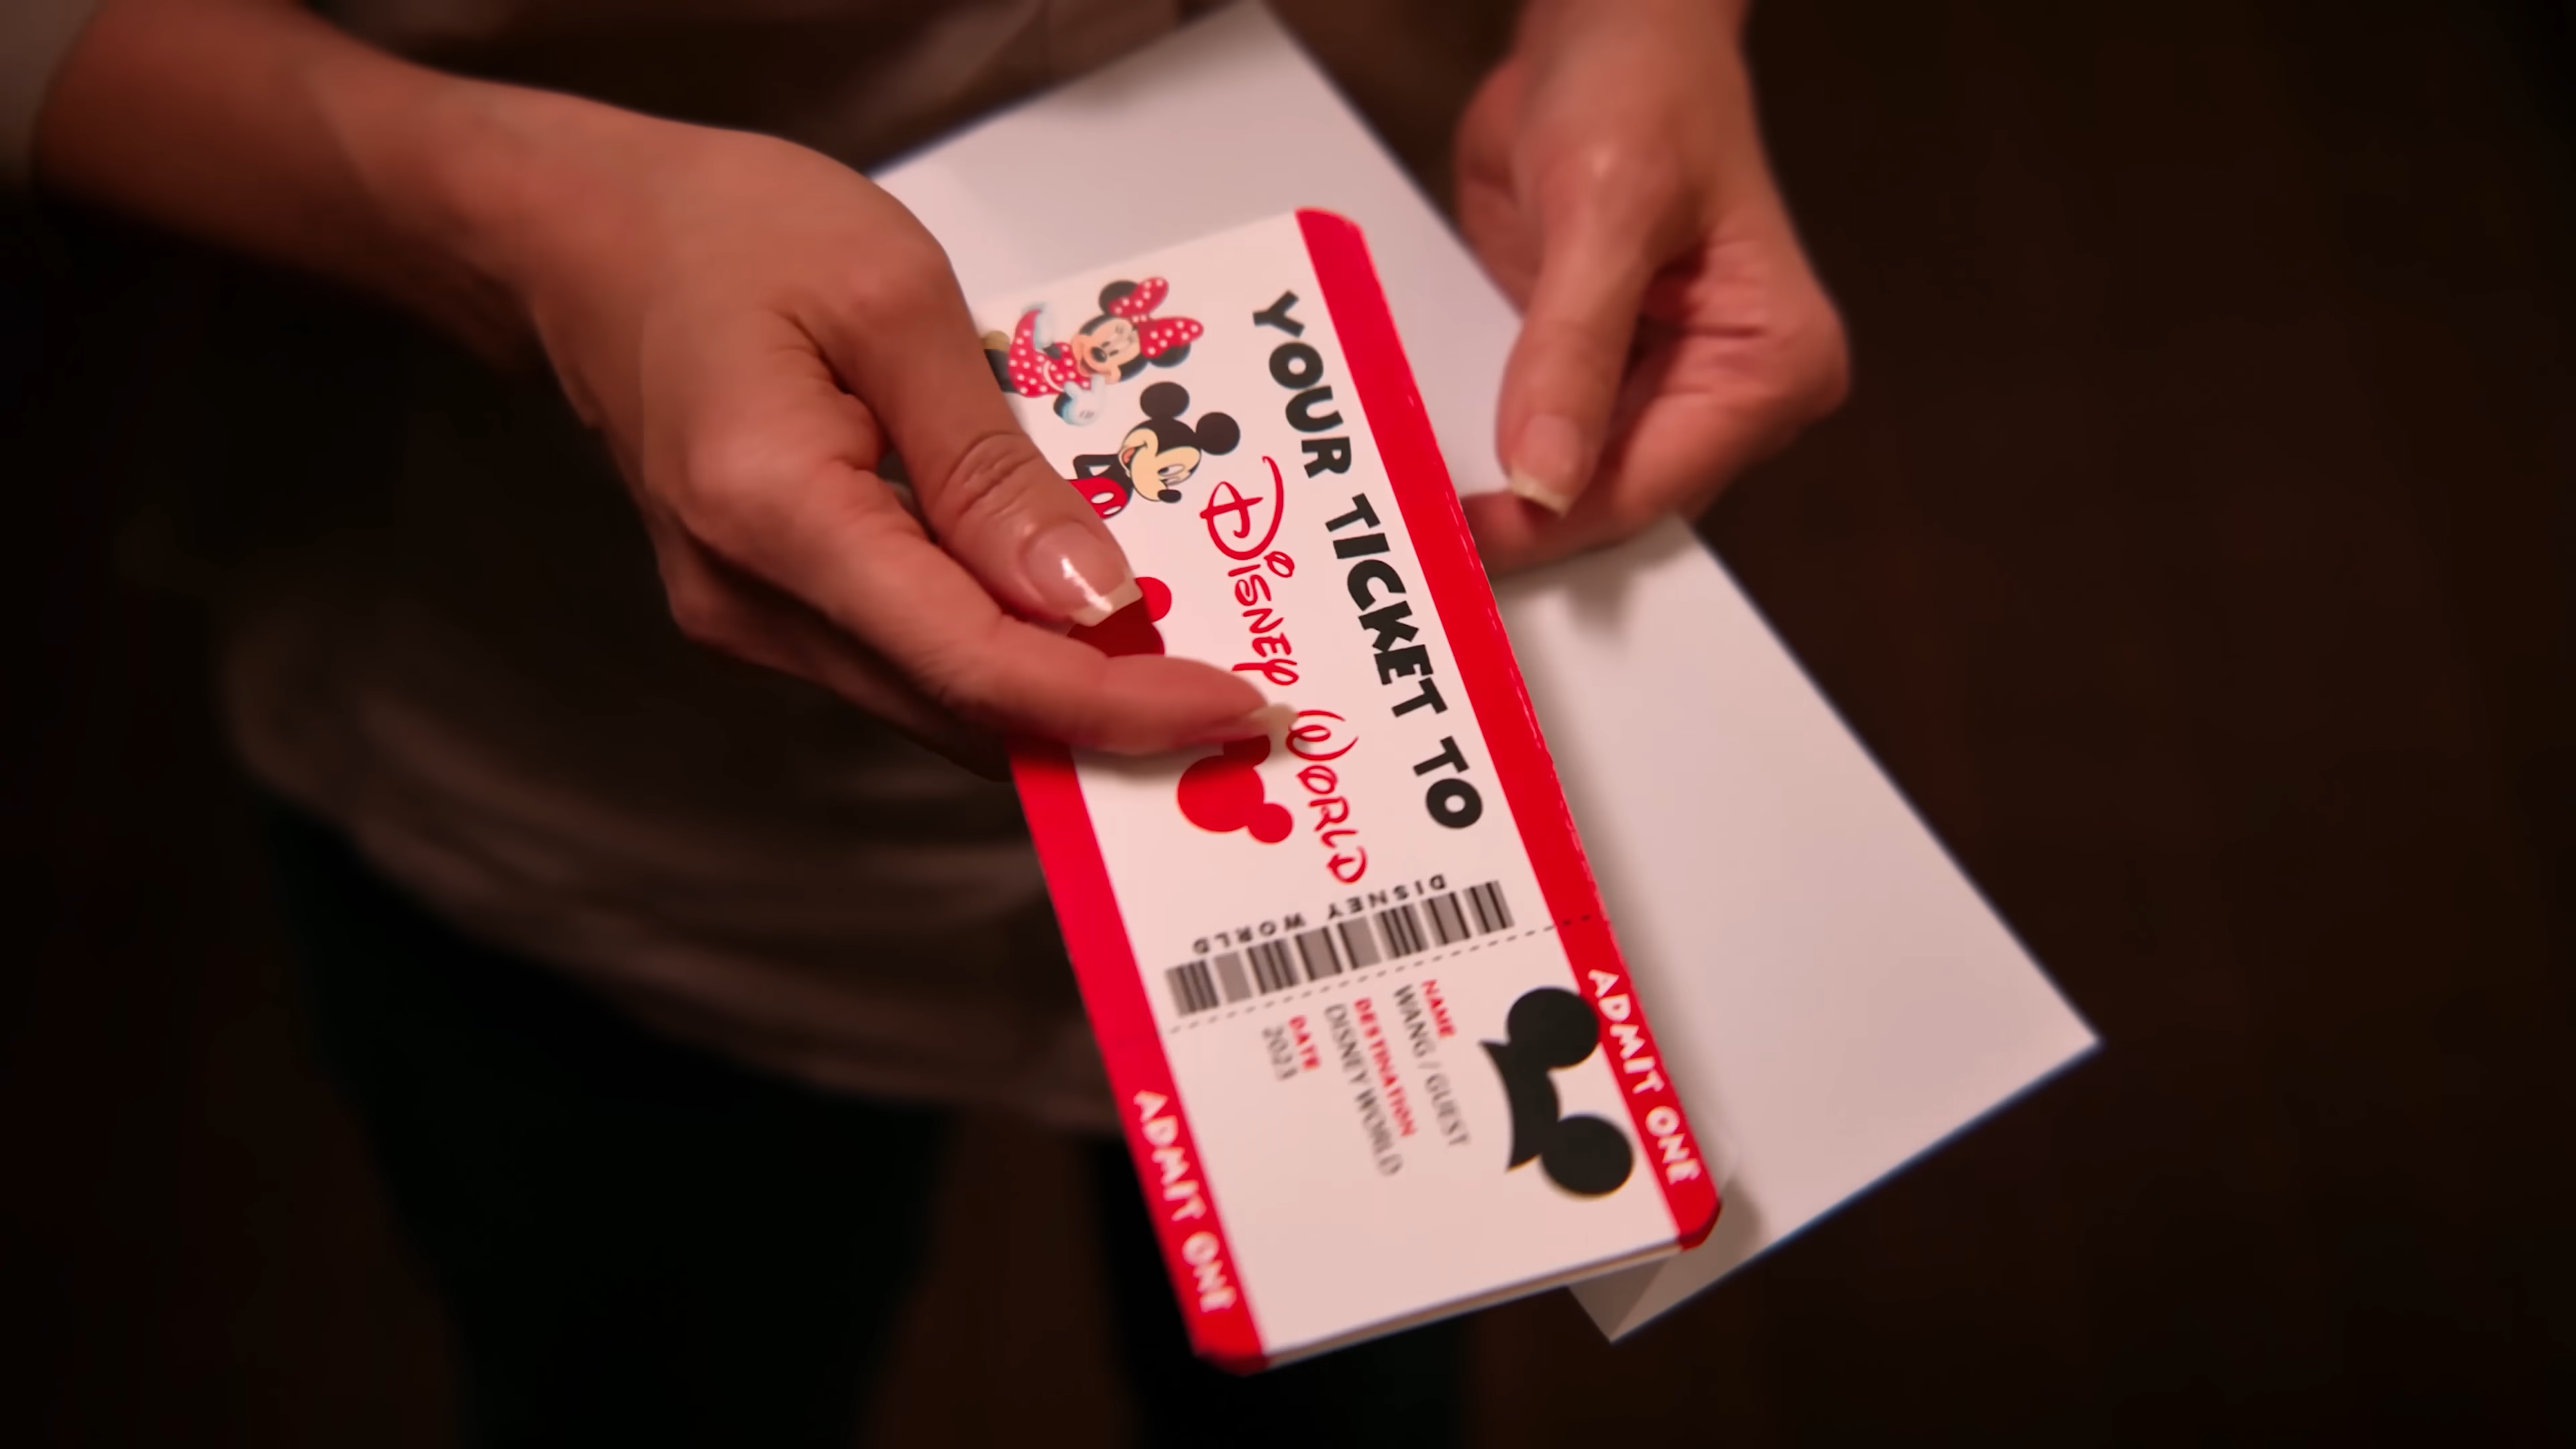 YOUR TICKET TO
Disney World
DISNEY WORLD
NAME
WANG / GUEST
DESTINATION
DISNEY WORLD
DATE
2023
ADMIT ONE
ADMIT ONE